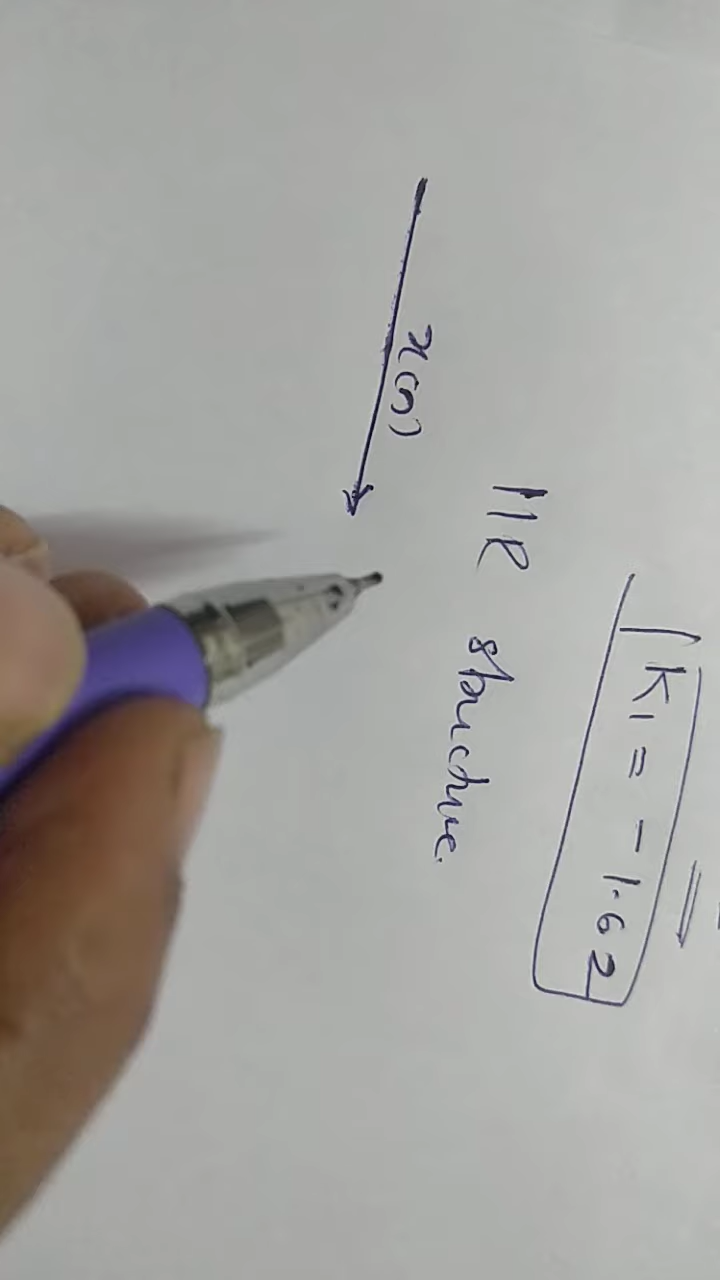 K1 = -1.62
IIR structure.
x(n)